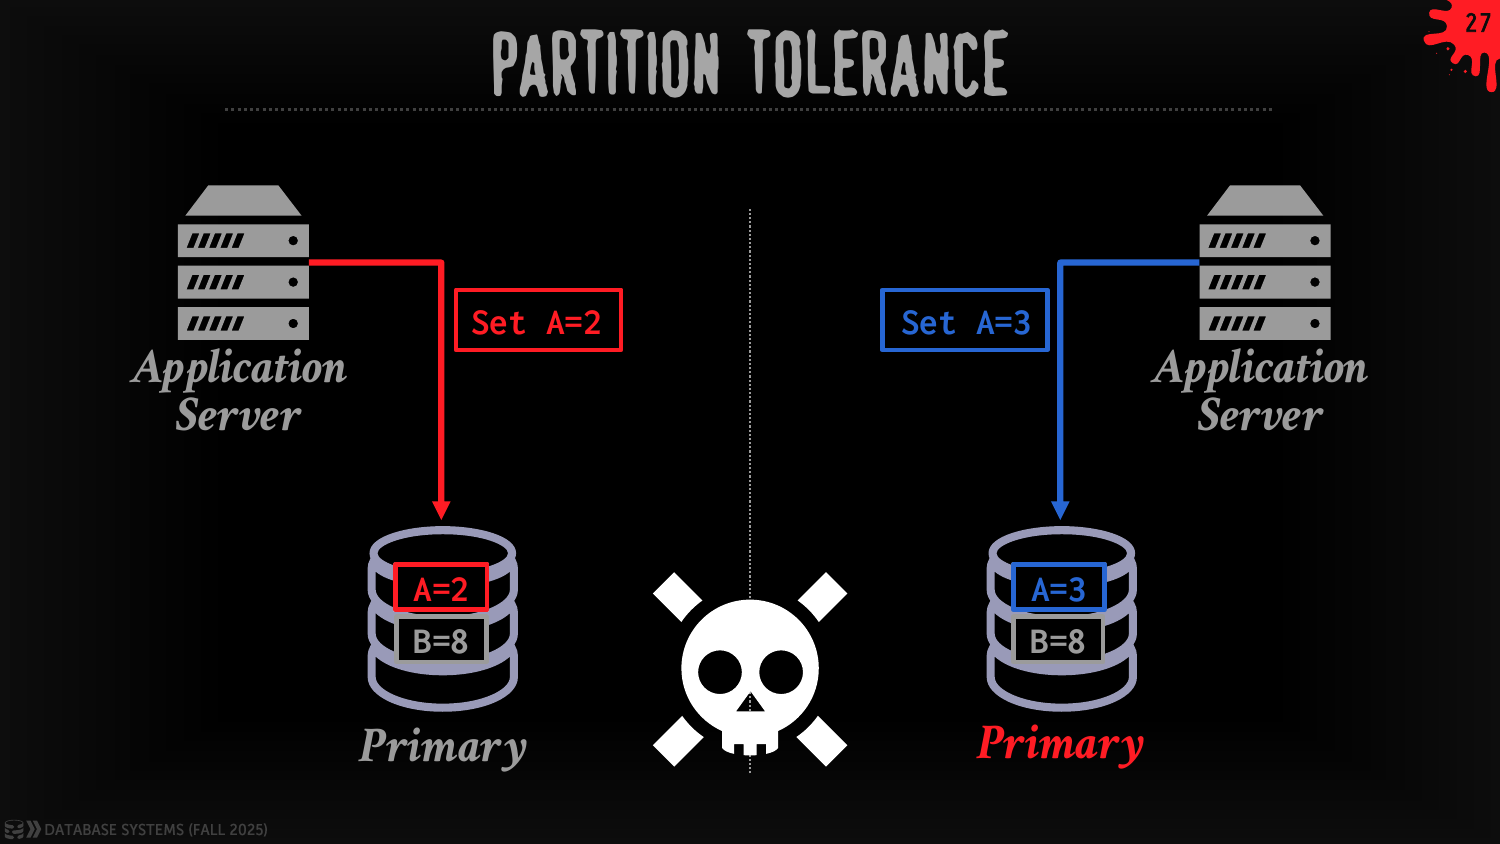 PARTITION TOLERANCE
27
Set A=2
Set A=3
Application
Server
Application
Server
A=2
B=8
A=3
B=8
Primary
Primary
DATABASE SYSTEMS (FALL 2025)